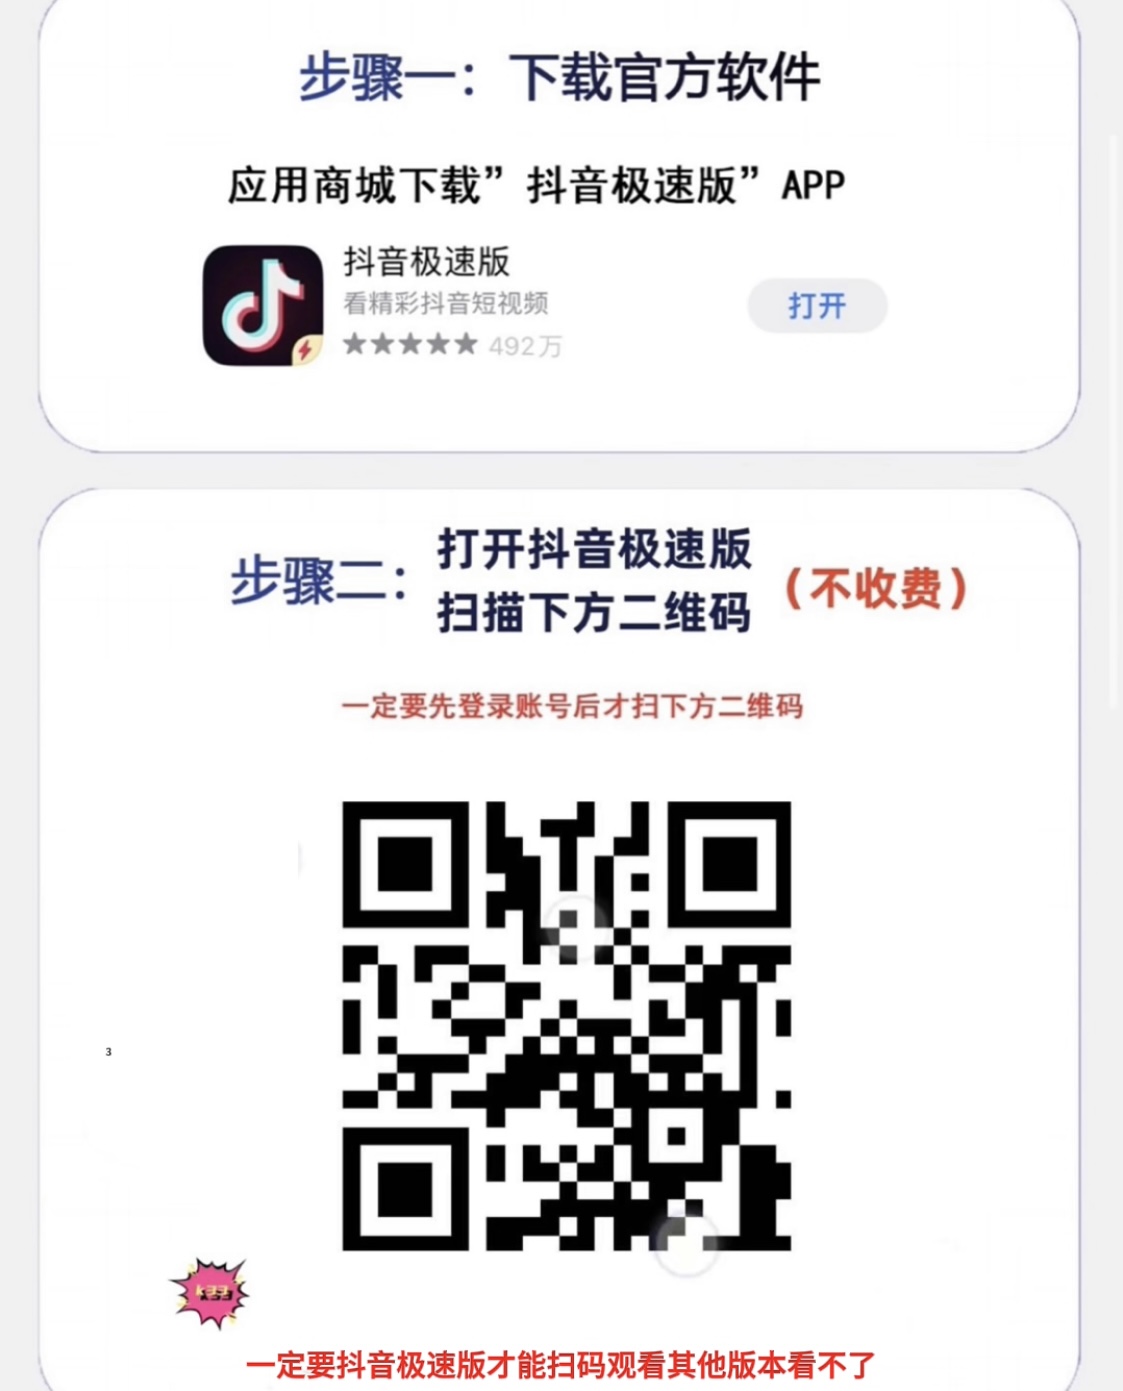 步骤一：下载官方软件
应用商城下载”抖音极速版”APP
抖音极速版
看精彩抖音短视频
492万
打开
步骤二：
打开抖音极速版
扫描下方二维码
（不收费）
一定要先登录账号后才扫下方二维码
3
k33
一定要抖音极速版才能扫码观看其他版本看不了